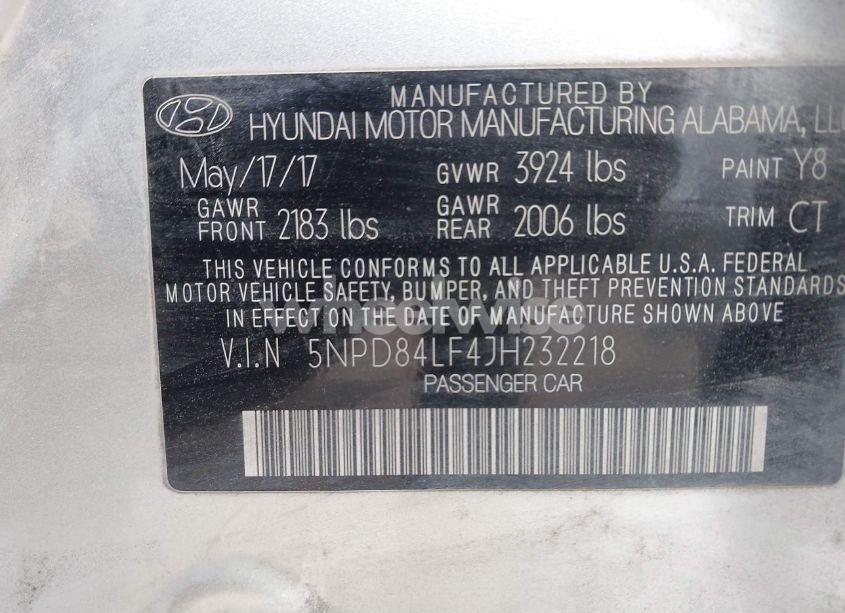 MANUFACTURED BY
HYUNDAI MOTOR MANUFACTURING ALABAMA, LLC
May/17/17 GVWR 3924 lbs PAINT Y8
GAWR FRONT 2183 lbs GAWR REAR 2006 lbs TRIM CT
THIS VEHICLE CONFORMS TO ALL APPLICABLE U.S.A. FEDERAL
MOTOR VEHICLE SAFETY, BUMPER, AND THEFT PREVENTION STANDARDS
IN EFFECT ON THE DATE OF MANUFACTURE SHOWN ABOVE
wheelwise
V.I.N 5NPD84LF4JH232218
PASSENGER CAR